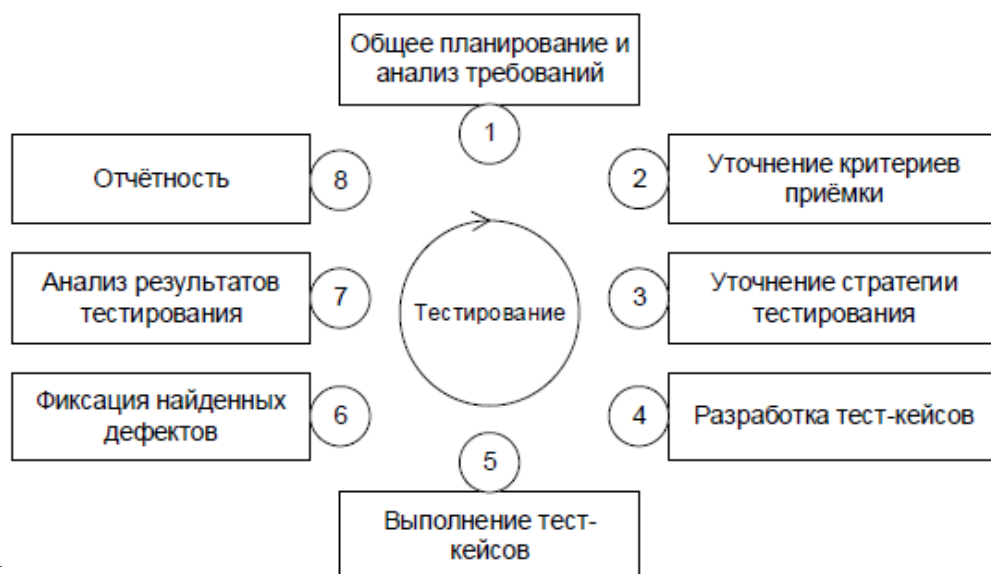 Общее планирование и
анализ требований
1
2
Уточнение критериев
приёмки
3
Уточнение стратегии
тестирования
4
Разработка тест-кейсов
5
Выполнение тест-
кейсов
6
Фиксация найденных
дефектов
7
Анализ результатов
тестирования
8
Отчётность
Тестирование